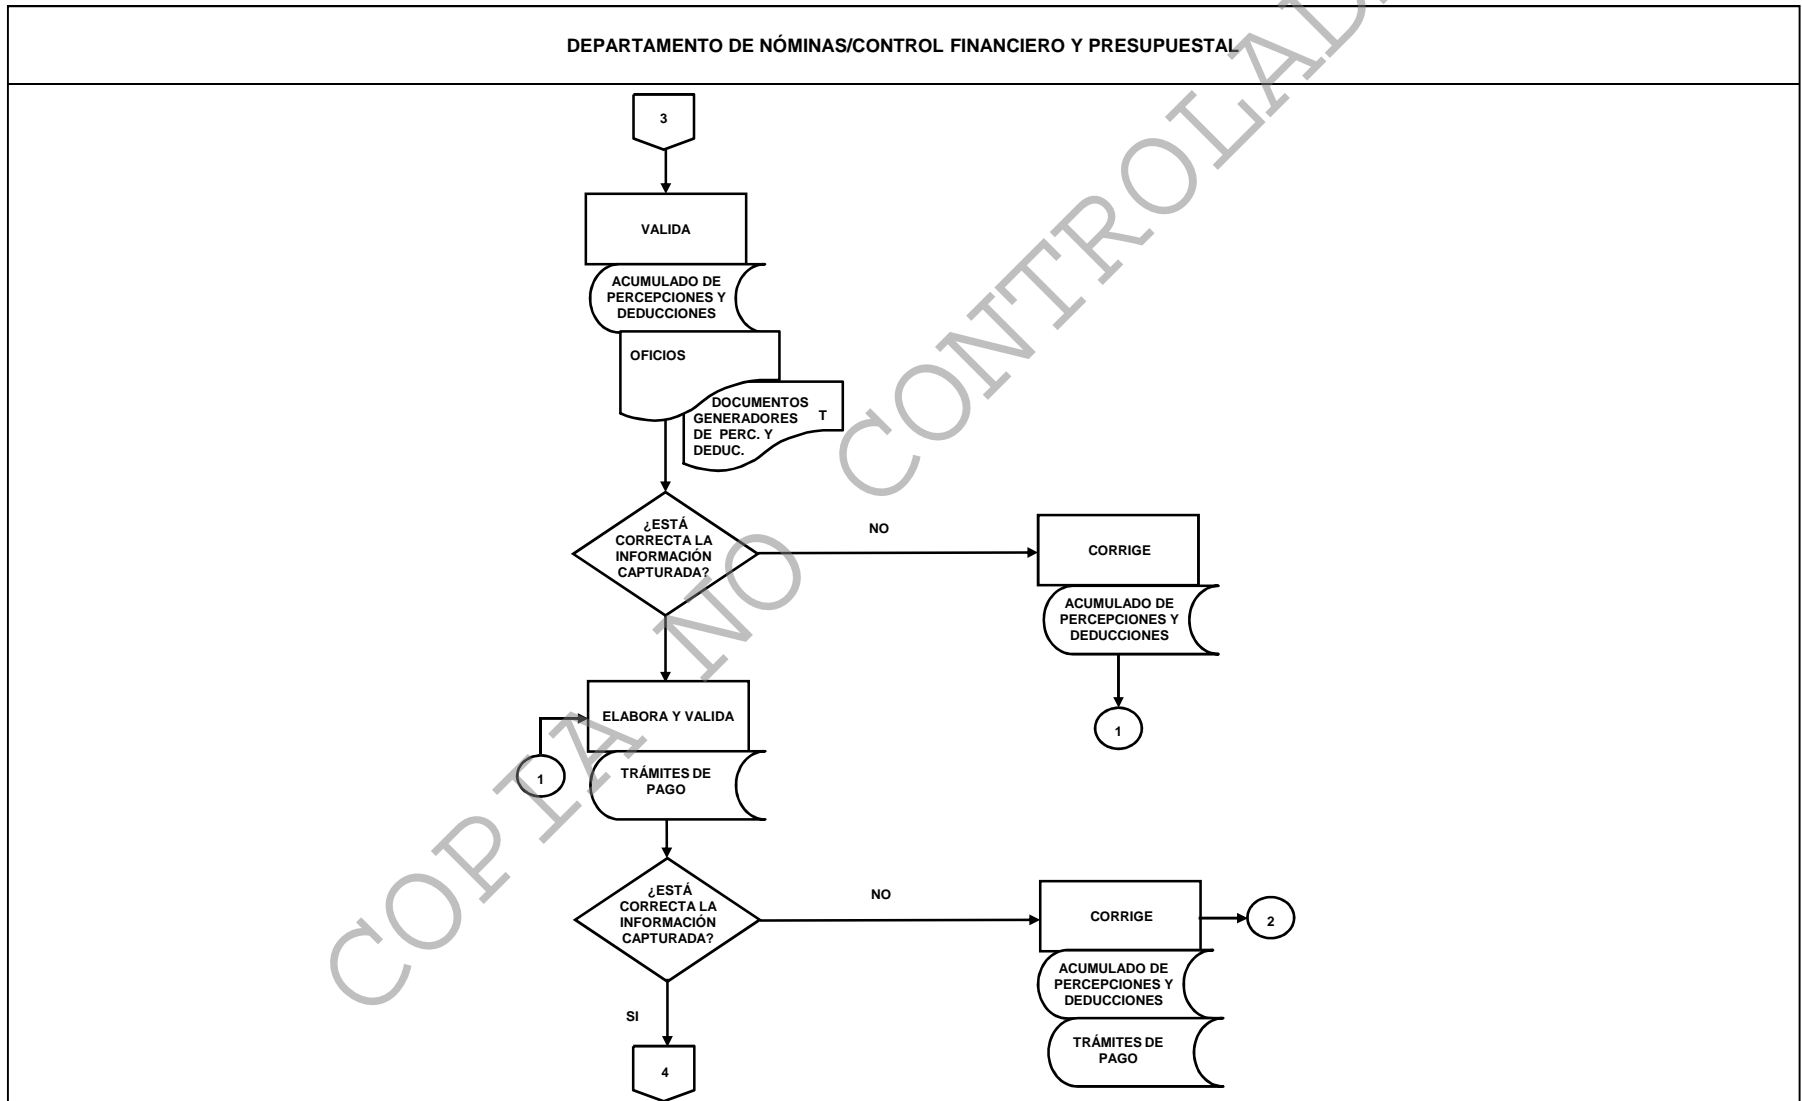 DEPARTAMENTO DE NÓMINAS/CONTROL FINANCIERO Y PRESUPUESTAL
3
VALIDA
ACUMULADO DE
PERCEPCIONES Y
DEDUCCIONES
OFICIOS
DOCUMENTOS
GENERADORES T
DE PERC. Y
DEDUC.
¿ESTÁ
CORRECTA LA
INFORMACIÓN
CAPTURADA?
NO
CORRIGE
ACUMULADO DE
PERCEPCIONES Y
DEDUCCIONES
1
ELABORA Y VALIDA
1
TRÁMITES DE
PAGO
¿ESTÁ
CORRECTA LA
INFORMACIÓN
CAPTURADA?
NO
CORRIGE
2
ACUMULADO DE
PERCEPCIONES Y
DEDUCCIONES
TRÁMITES DE
PAGO
SI
4
COPIA NO CONTROLAD